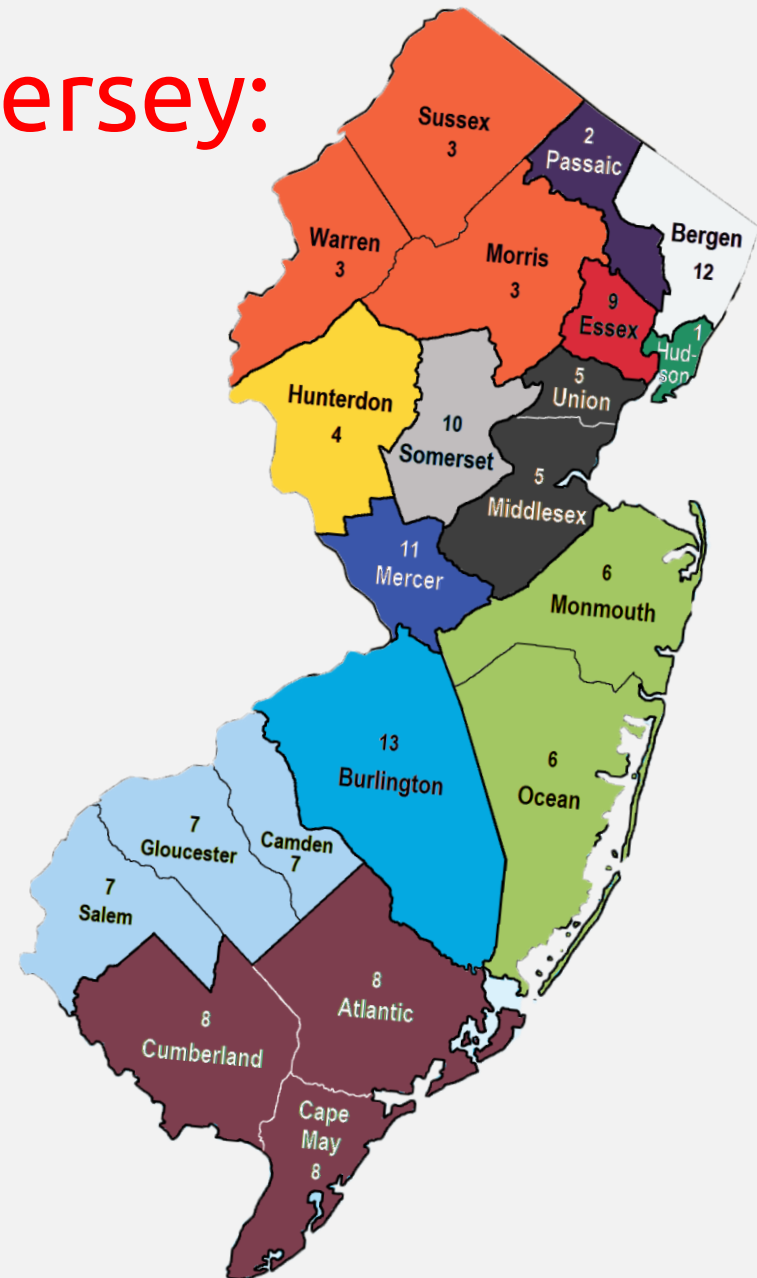 ersey:
Sussex
3
2
Passaic
Bergen
12
Warren
3
Morris
3
9
Essex
1
Hud-
son
5
Union
Hunterdon
4
10
Somerset
5
Middlesex
11
Mercer
6
Monmouth
13
Burlington
6
Ocean
7
Gloucester
Camden
7
7
Salem
8
Atlantic
8
Cumberland
Cape
May
8